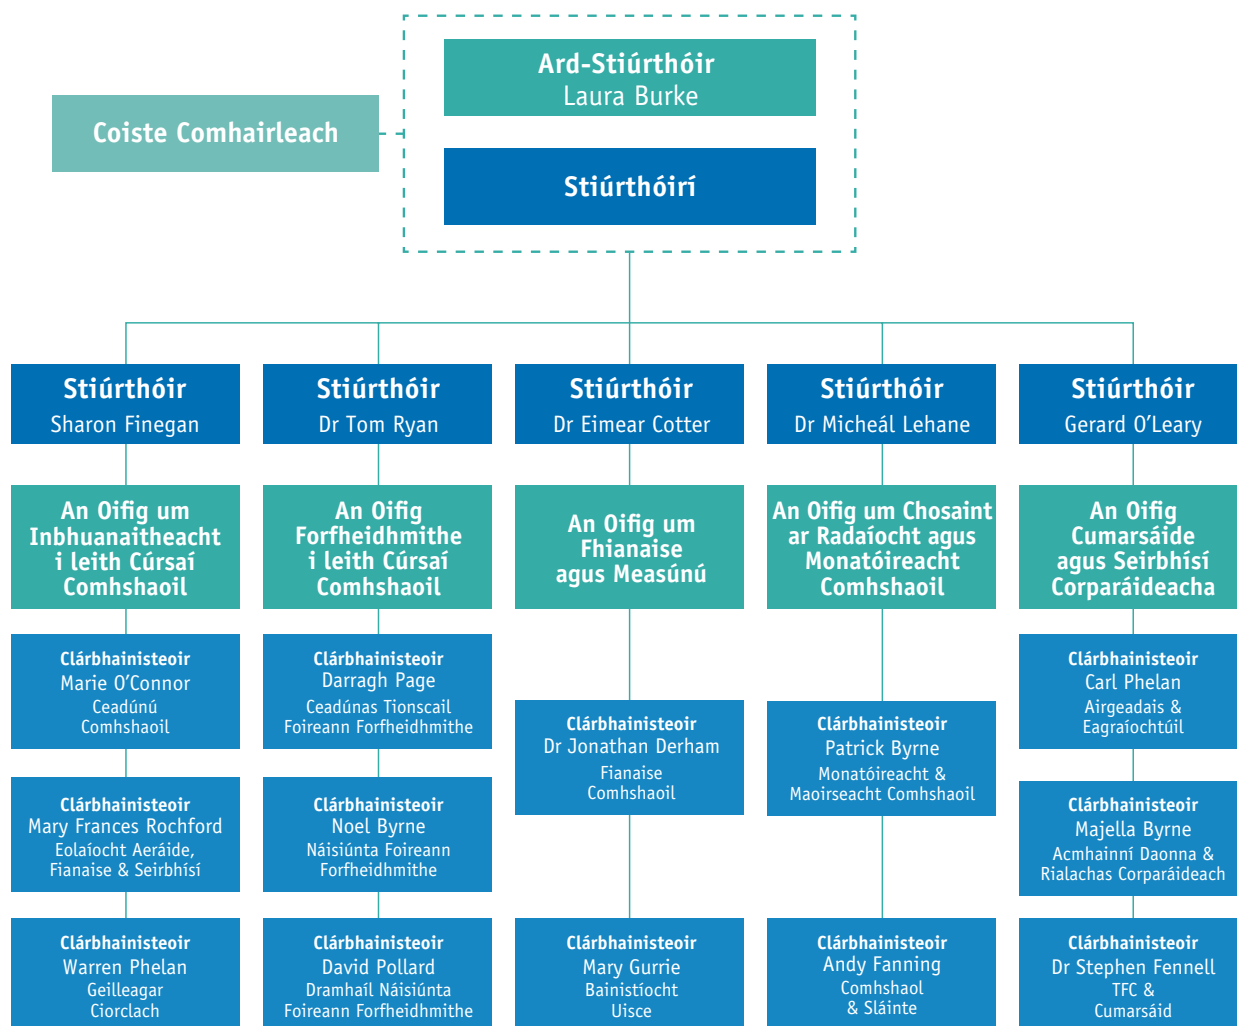 Ard-Stiúrthóir
Laura Burke
Coiste Comhairleach
Stiúrthóirí
Stiúrthóir
Sharon Finegan
An Oifig um
Inbhuanaitheacht
i leith Cúrsaí
Comhshaoil
Clárbhainisteoir
Marie O’Connor
Ceadúnú
Comhshaoil
Clárbhainisteoir
Mary Frances Rochford
Eolaíocht Aeráide,
Fianaise & Seirbhísí
Clárbhainisteoir
Warren Phelan
Geilleagar
Ciorclach
Stiúrthóir
Dr Tom Ryan
An Oifig
Forfheidhmithe
i leith Cúrsaí
Comhshaoil
Clárbhainisteoir
Darragh Page
Ceadúnas Tionscail
Foireann Forfheidhmithe
Clárbhainisteoir
Noel Byrne
Náisiúnta Foireann
Forfheidhmithe
Clárbhainisteoir
David Pollard
Dramhaíl Náisiúnta
Foireann Forfheidhmithe
Stiúrthóir
Dr Eimear Cotter
An Oifig um
Fhianaise
agus Measúnú
Clárbhainisteoir
Dr Jonathan Derham
Fianaise
Comhshaoil
Clárbhainisteoir
Mary Gurrie
Bainistíocht
Uisce
Stiúrthóir
Dr Micheál Lehane
An Oifig um Chosaint
ar Radaíocht agus
Monatóireacht
Comhshaoil
Clárbhainisteoir
Patrick Byrne
Monatóireacht &
Maoirseacht Comhshaoil
Clárbhainisteoir
Andy Fanning
Comhshaol
& Sláinte
Stiúrthóir
Gerard O’Leary
An Oifig
Cumarsáide
agus Seirbhísí
Corparáideacha
Clárbhainisteoir
Carl Phelan
Airgeadais &
Eagraíochtúil
Clárbhainisteoir
Majella Byrne
Acmhainní Daonna &
Rialachas Corparáideach
Clárbhainisteoir
Dr Stephen Fennell
TFC &
Cumarsáid